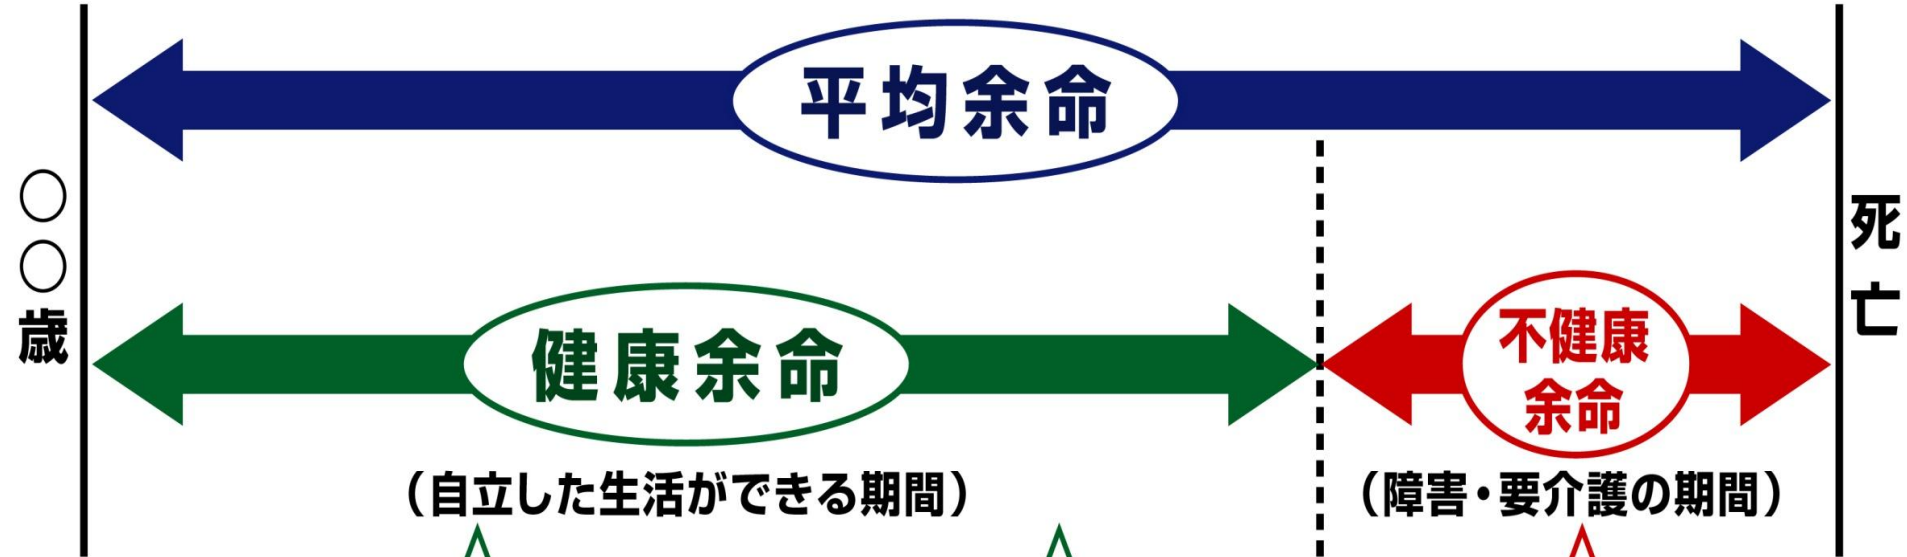 平均余命
○○歳
死亡
健康余命
不健康
余命
（自立した生活ができる期間）
（障害・要介護の期間）